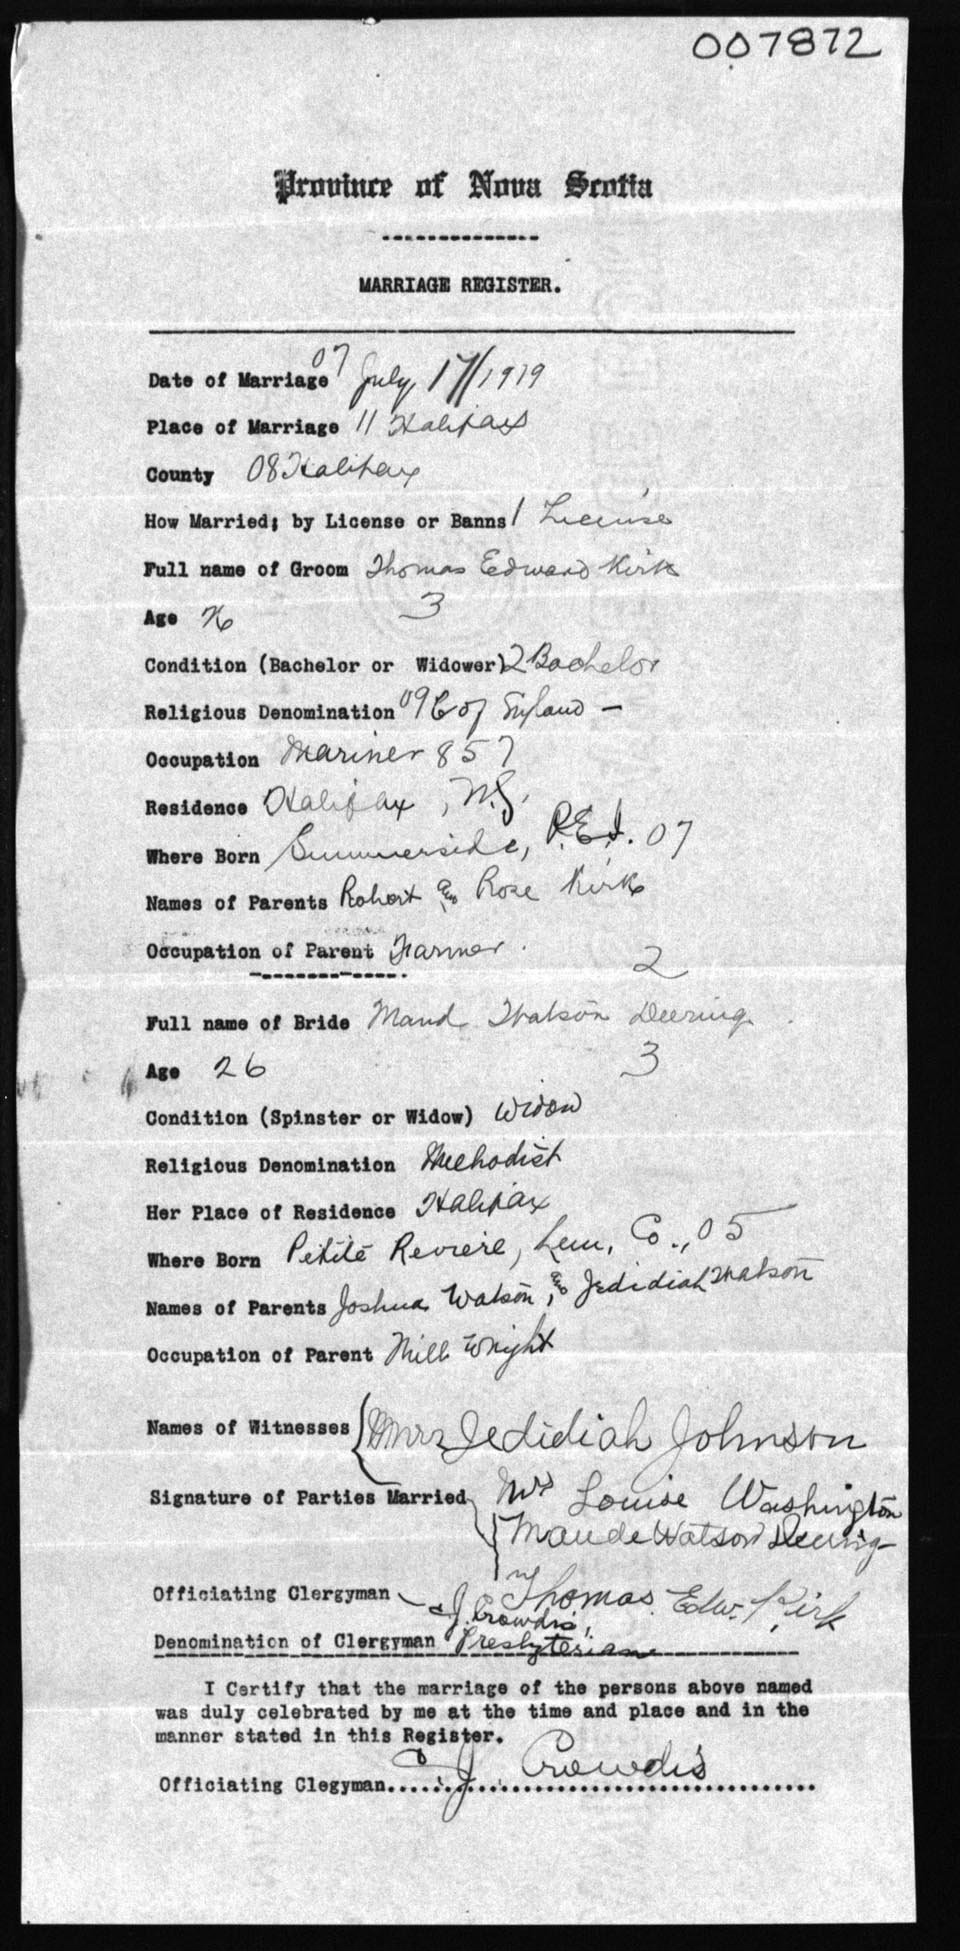 007872
Province of Nova Scotia
MARRIAGE REGISTER.
Date of Marriage 07 July 17/1919
Place of Marriage 11 Halifax
County 08 Halifax
How Married; by License or Banns 1 License
Full name of Groom Thomas Edward Kirk
Age 3
Condition (Bachelor or Widower) 2 Bachelor
Religious Denomination 09 C of England —
Occupation Mariner 857
Residence Halifax, N.S.
Where Born Summerside, P.E.I. 07
Names of Parents Robert & Rose Kirk
Occupation of Parent Farmer.
2
Full name of Bride Maud Watson Deering.
Age 26 3
Condition (Spinster or Widow) Widow
Religious Denomination Methodist
Her Place of Residence Halifax
Where Born Petite Reviere, Lun. Co., 05
Names of Parents Joshua Watson, & Jedidiah Watson
Occupation of Parent Mill Wright
Names of Witnesses Mrs Jedidiah Johnson
Signature of Parties Married Mrs Louise Washington
Maude Watson Deering
Officiating Clergyman Thomas Edw. Kirk
J. Crowdis,
Denomination of Clergyman Presbyterian
I Certify that the marriage of the persons above named
was duly celebrated by me at the time and place and in the
manner stated in this Register.
Officiating Clegyman..... J. Crowdis